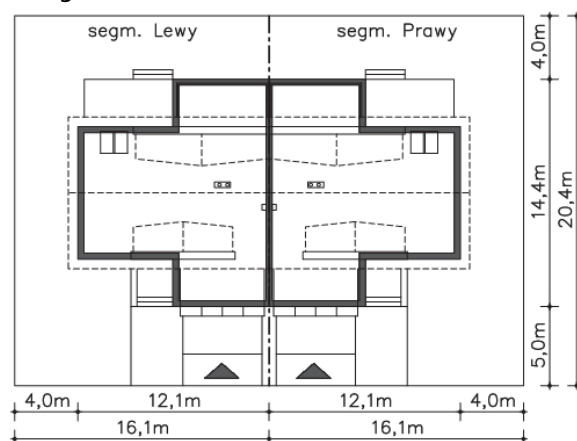 segm. Lewy
segm. Prawy
4,0m
14,4m
20,4m
5,0m
4,0m 12,1m 12,1m 4,0m
16,1m 16,1m